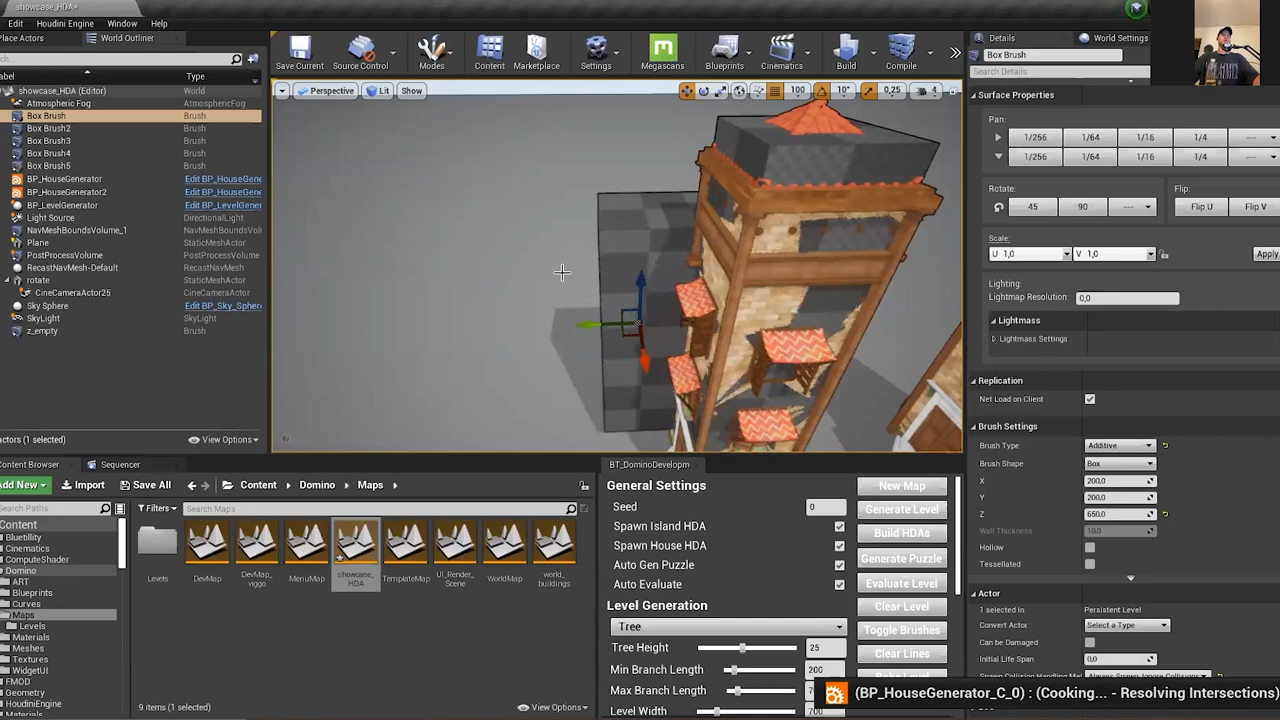 showcase_HDA*
Edit Houdini Engine Window Help
Place Actors World Outliner
Label Type
showcase_HDA (Editor) World
Atmospheric Fog AtmosphericFog
Box Brush Brush
Box Brush2 Brush
Box Brush3 Brush
Box Brush4 Brush
Box Brush5 Brush
BP_HouseGenerator Edit BP_HouseGene
BP_HouseGenerator2 Edit BP_HouseGene
BP_LevelGenerator Edit BP_LevelGener
Light Source DirectionalLight
NavMeshBoundsVolume_1 NavMeshBoundsV
Plane StaticMeshActor
PostProcessVolume PostProcessVolum
RecastNavMesh-Default RecastNavMesh
rotate StaticMeshActor
CineCameraActor25 CineCameraActor
Sky Sphere Edit BP_Sky_Sphere
SkyLight SkyLight
z_empty Brush
actors (1 selected) View Options
Save Current Source Control Modes Content Marketplace Settings Megascans Blueprints Cinematics Build Compile
Perspective Lit Show 100 10° 0,25 4
Details World Settings
Box Brush
Search Details
Surface Properties
Pan:
1/256 1/64 1/16 1/4 ---
1/256 1/64 1/16 1/4 ---
Rotate: Flip:
45 90 --- Flip U Flip V
Scale:
U 1,0 V 1,0 Apply
Lighting:
Lightmap Resolution: 0,0
Lightmass
Lightmass Settings
Replication
Net Load on Client
Brush Settings
Brush Type Additive
Brush Shape Box
X 200,0
Y 200,0
Z 650,0
Wall Thickness 10,0
Hollow
Tessellated
Actor
1 selected in Persistent Level
Convert Actor Select a Type
Can be Damaged
Initial Life Span 0,0
Spawn Collision Handling Met Always Spawn, Ignore Collisions
Content Browser Sequencer
Add New Import Save All Content Domino Maps
Search Paths Filters Search Maps
Content
Bluetility
Cinematics
ComputeShader
Domino
ART
Blueprints
Curves
Maps
Levels
Materials
Meshes
Textures
WidgetUI
FMOD
Geometry
HoudiniEngine
Materials
Levels DevMap DevMap_viggo MenuMap showcase_HDA TemplateMap UI_Render_Scene WorldMap world_buildings
9 items (1 selected) View Options
BT_DominoDevelopm
General Settings
Seed 0
Spawn Island HDA
Spawn House HDA
Auto Gen Puzzle
Auto Evaluate
Level Generation
Tree
Tree Height 25
Min Branch Length 200
Max Branch Length
Level Width 700
New Map
Generate Level
Build HDAs
Generate Puzzle
Evaluate Level
Clear Level
Toggle Brushes
Clear Lines
(BP_HouseGenerator_C_0) : (Cooking... - Resolving Intersections)